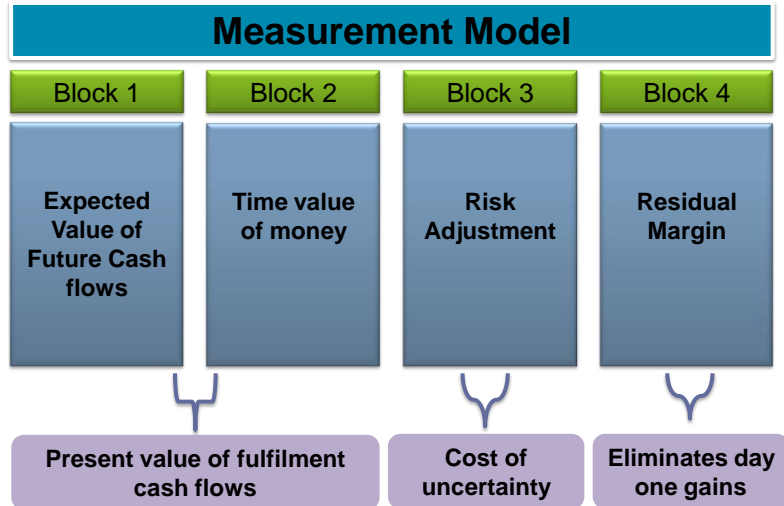 Measurement Model
Block 1
Block 2
Block 3
Block 4
Expected
Value of
Future Cash
flows
Time value
of money
Risk
Adjustment
Residual
Margin
Present value of fulfilment
cash flows
Cost of
uncertainty
Eliminates day
one gains